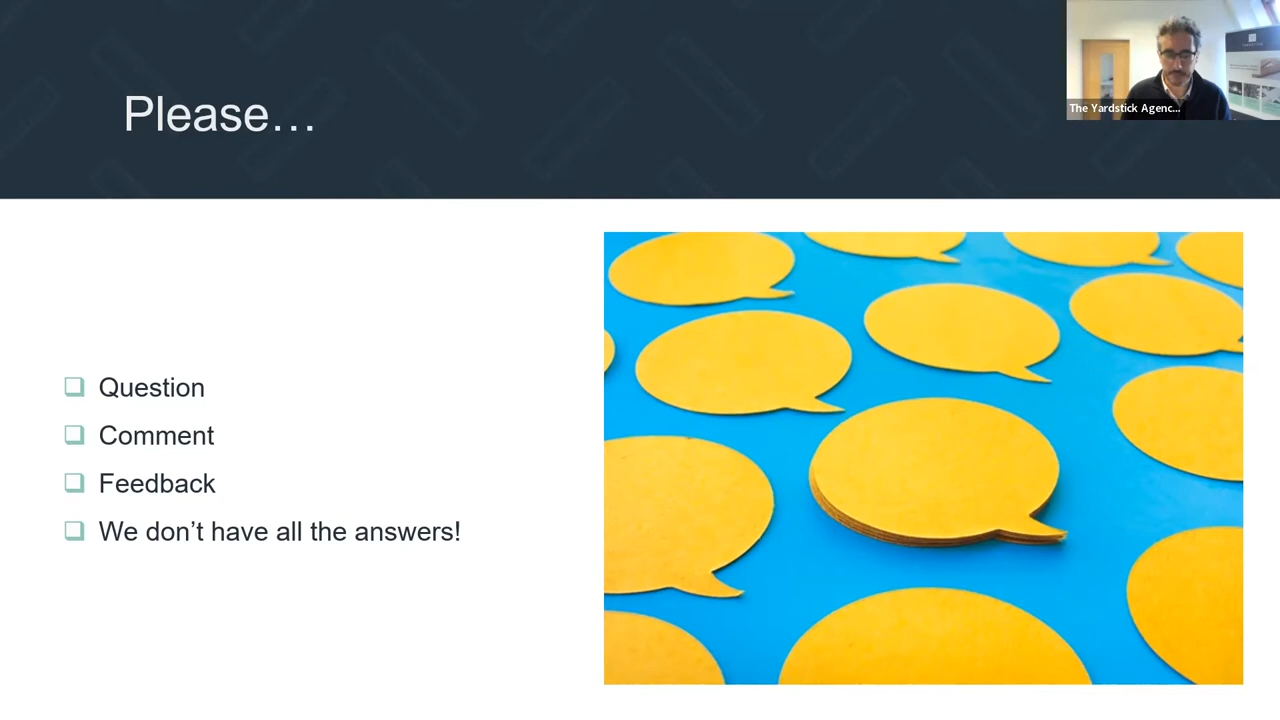 Please…
The Yardstick Agenc...
Question
Comment
Feedback
We don’t have all the answers!